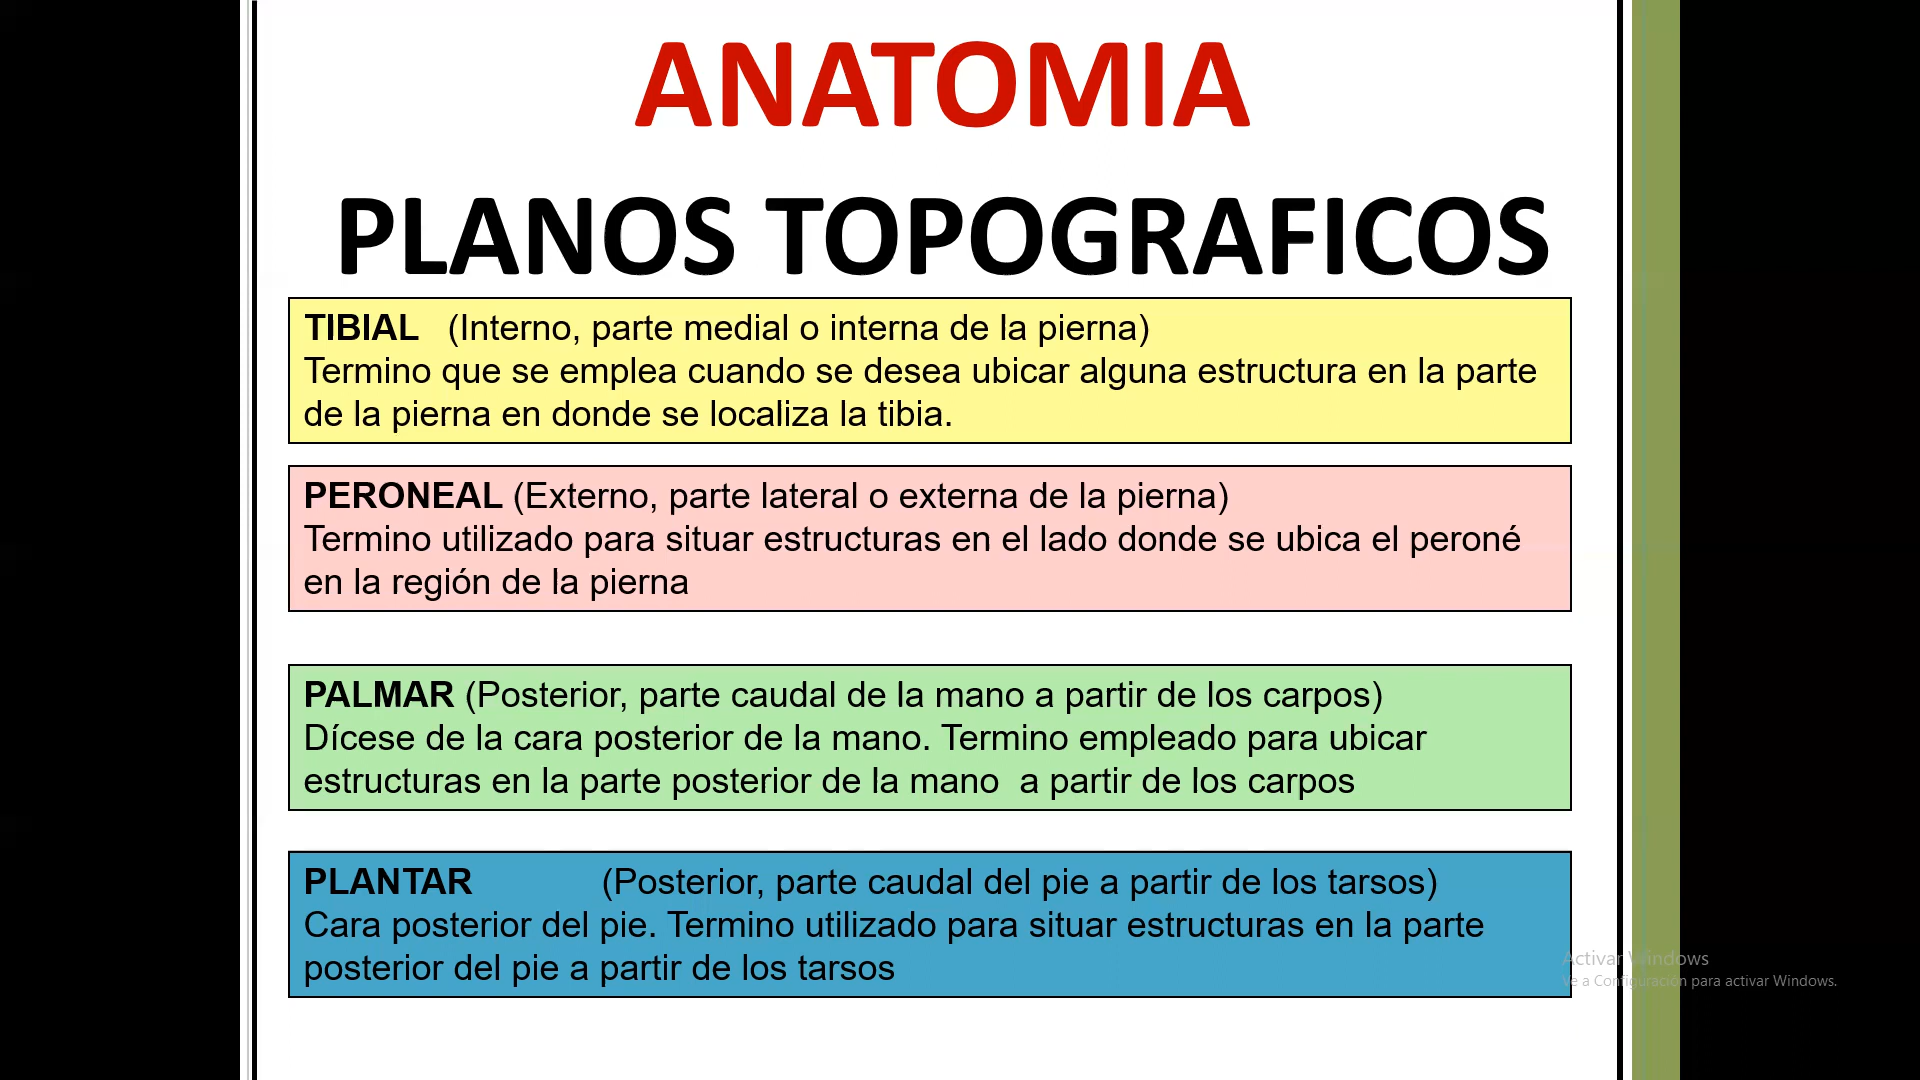 ANATOMIA
PLANOS TOPOGRAFICOS
TIBIAL (Interno, parte medial o interna de la pierna)
Termino que se emplea cuando se desea ubicar alguna estructura en la parte
de la pierna en donde se localiza la tibia.
PERONEAL (Externo, parte lateral o externa de la pierna)
Termino utilizado para situar estructuras en el lado donde se ubica el peroné
en la región de la pierna
PALMAR (Posterior, parte caudal de la mano a partir de los carpos)
Dícese de la cara posterior de la mano. Termino empleado para ubicar
estructuras en la parte posterior de la mano a partir de los carpos
PLANTAR (Posterior, parte caudal del pie a partir de los tarsos)
Cara posterior del pie. Termino utilizado para situar estructuras en la parte
posterior del pie a partir de los tarsos
Activar Windows
Ve a Configuración para activar Windows.